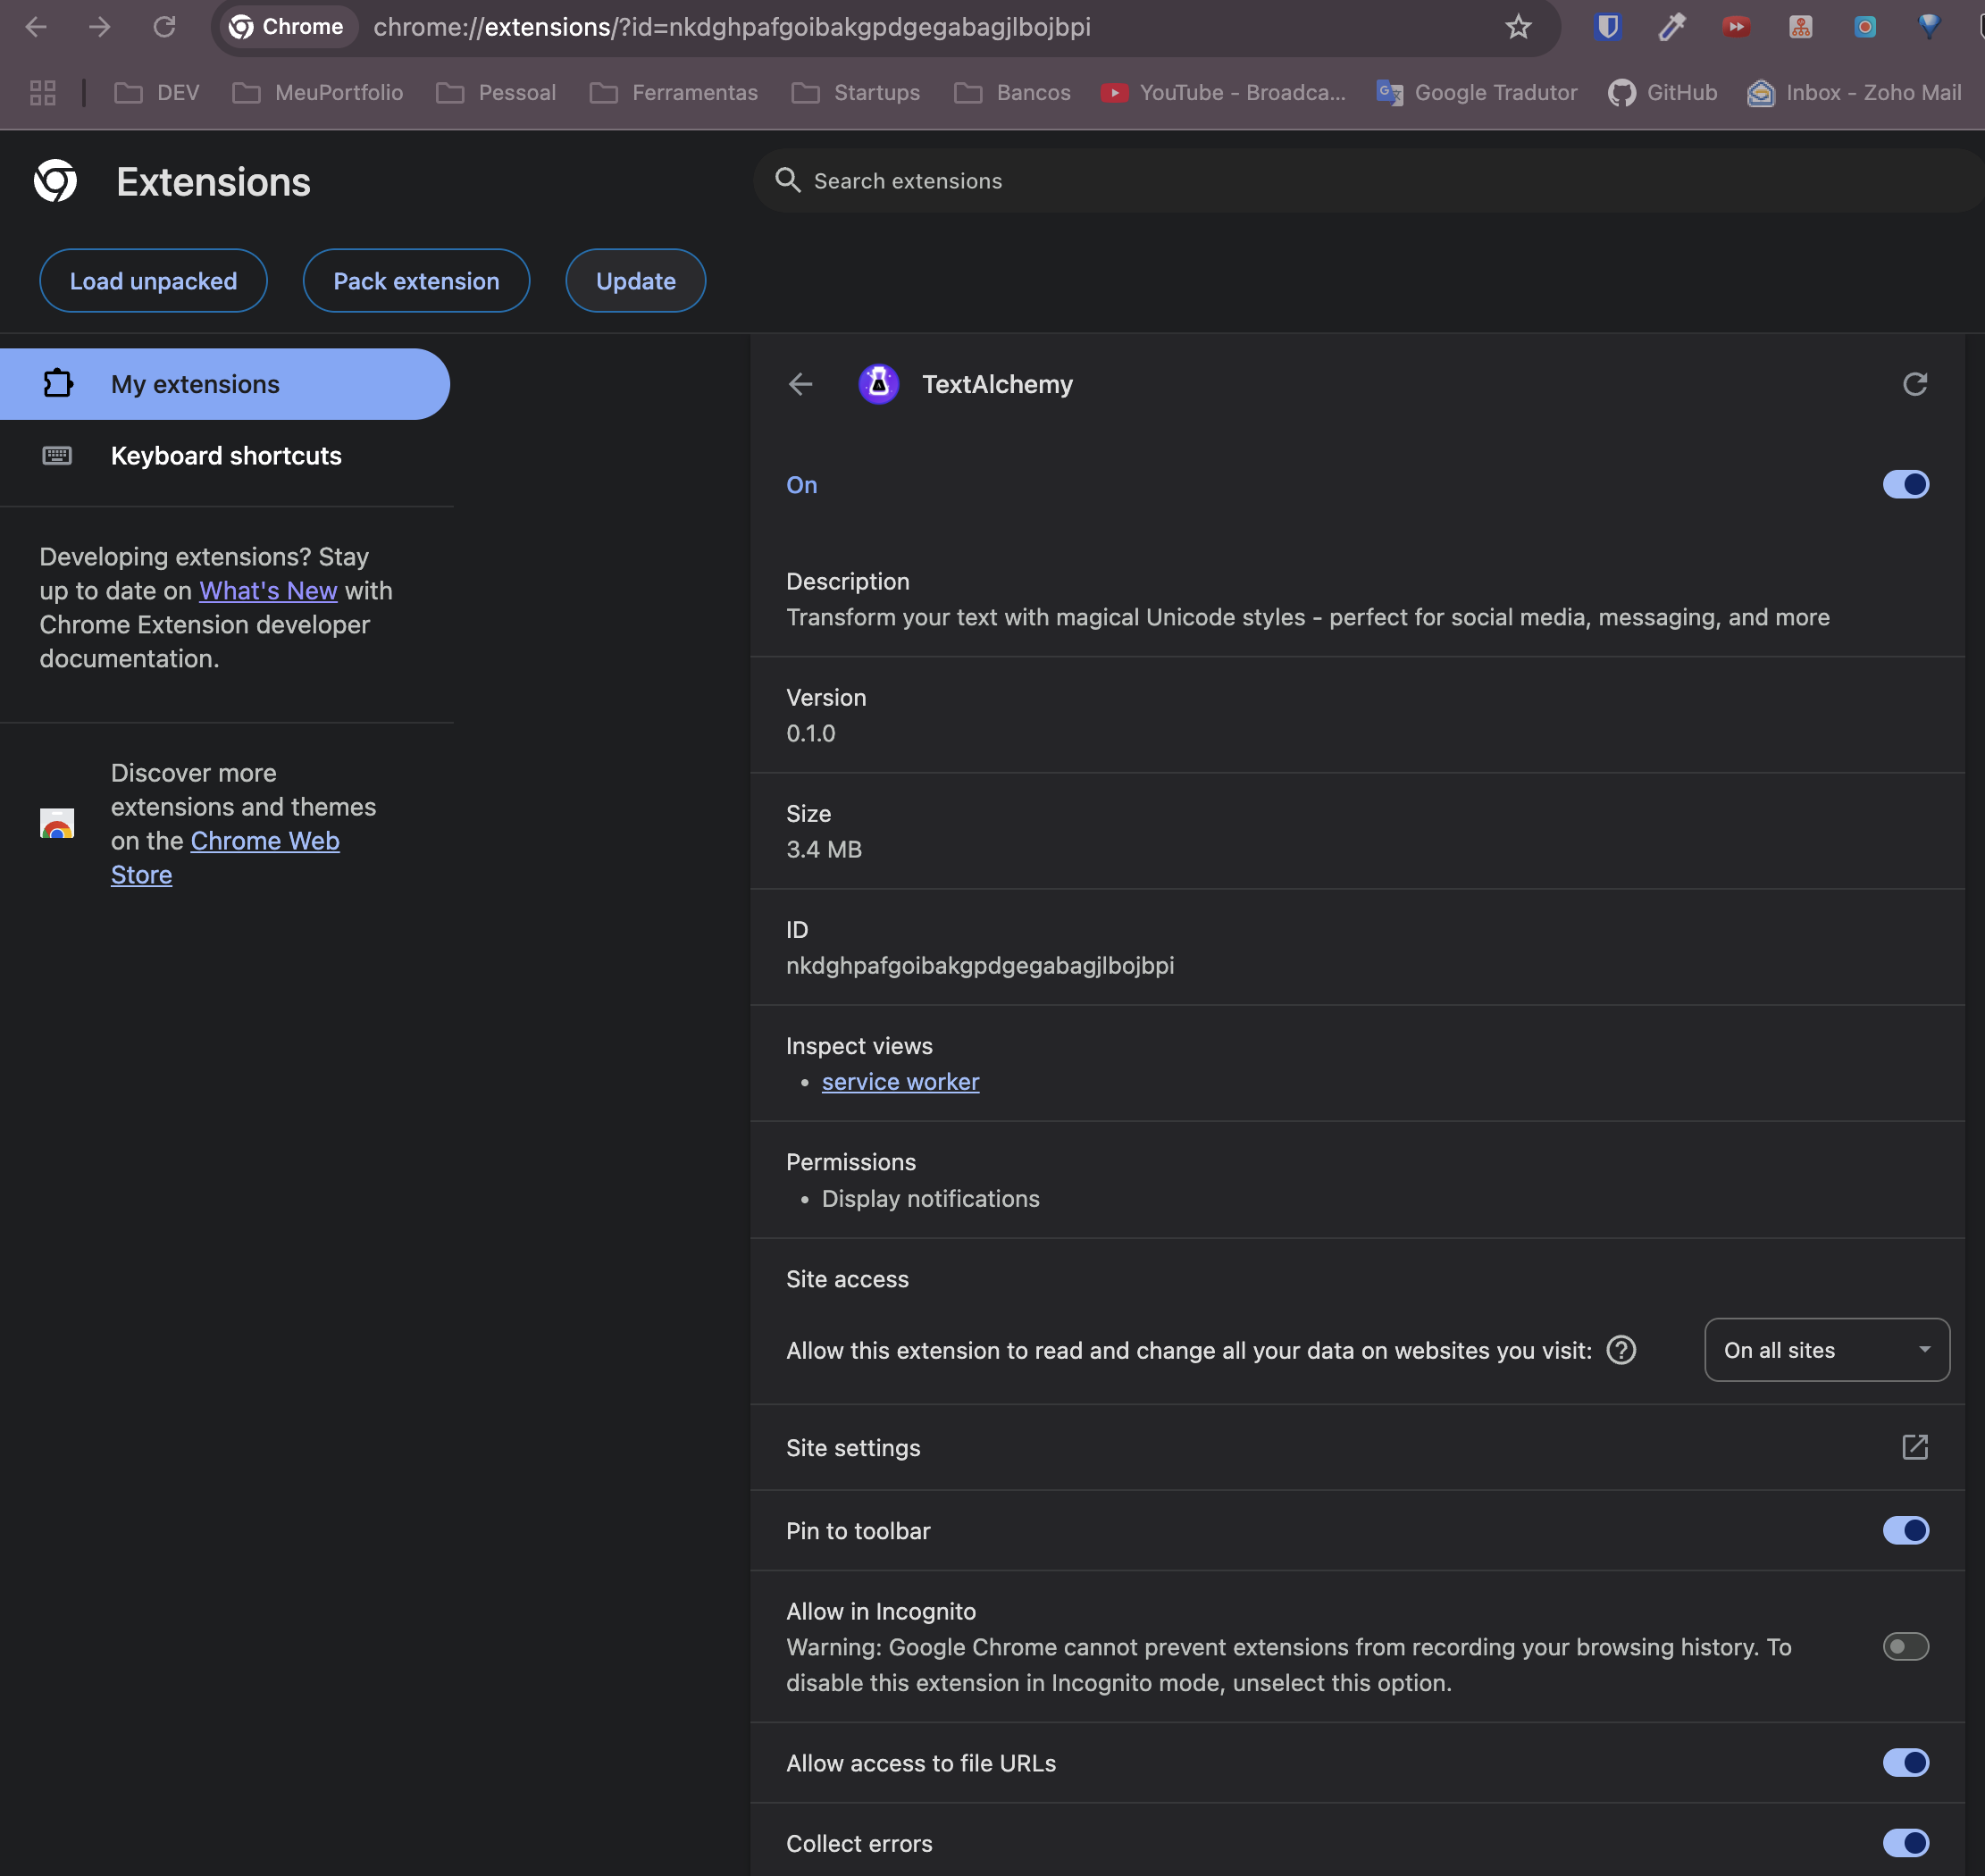 Chrome
chrome://extensions/?id=nkdghpafgoibakgpdgegabagjlbojbpi
DEV
MeuPortfolio
Pessoal
Ferramentas
Startups
Bancos
YouTube - Broadca...
Google Tradutor
GitHub
Inbox - Zoho Mail
Extensions
Search extensions
Load unpacked
Pack extension
Update
My extensions
Keyboard shortcuts
Developing extensions? Stay
up to date on What's New with
Chrome Extension developer
documentation.
Discover more
extensions and themes
on the Chrome Web
Store
TextAlchemy
On
Description
Transform your text with magical Unicode styles - perfect for social media, messaging, and more
Version
0.1.0
Size
3.4 MB
ID
nkdghpafgoibakgpdgegabagjlbojbpi
Inspect views
• service worker
Permissions
• Display notifications
Site access
Allow this extension to read and change all your data on websites you visit:
On all sites
Site settings
Pin to toolbar
Allow in Incognito
Warning: Google Chrome cannot prevent extensions from recording your browsing history. To
disable this extension in Incognito mode, unselect this option.
Allow access to file URLs
Collect errors